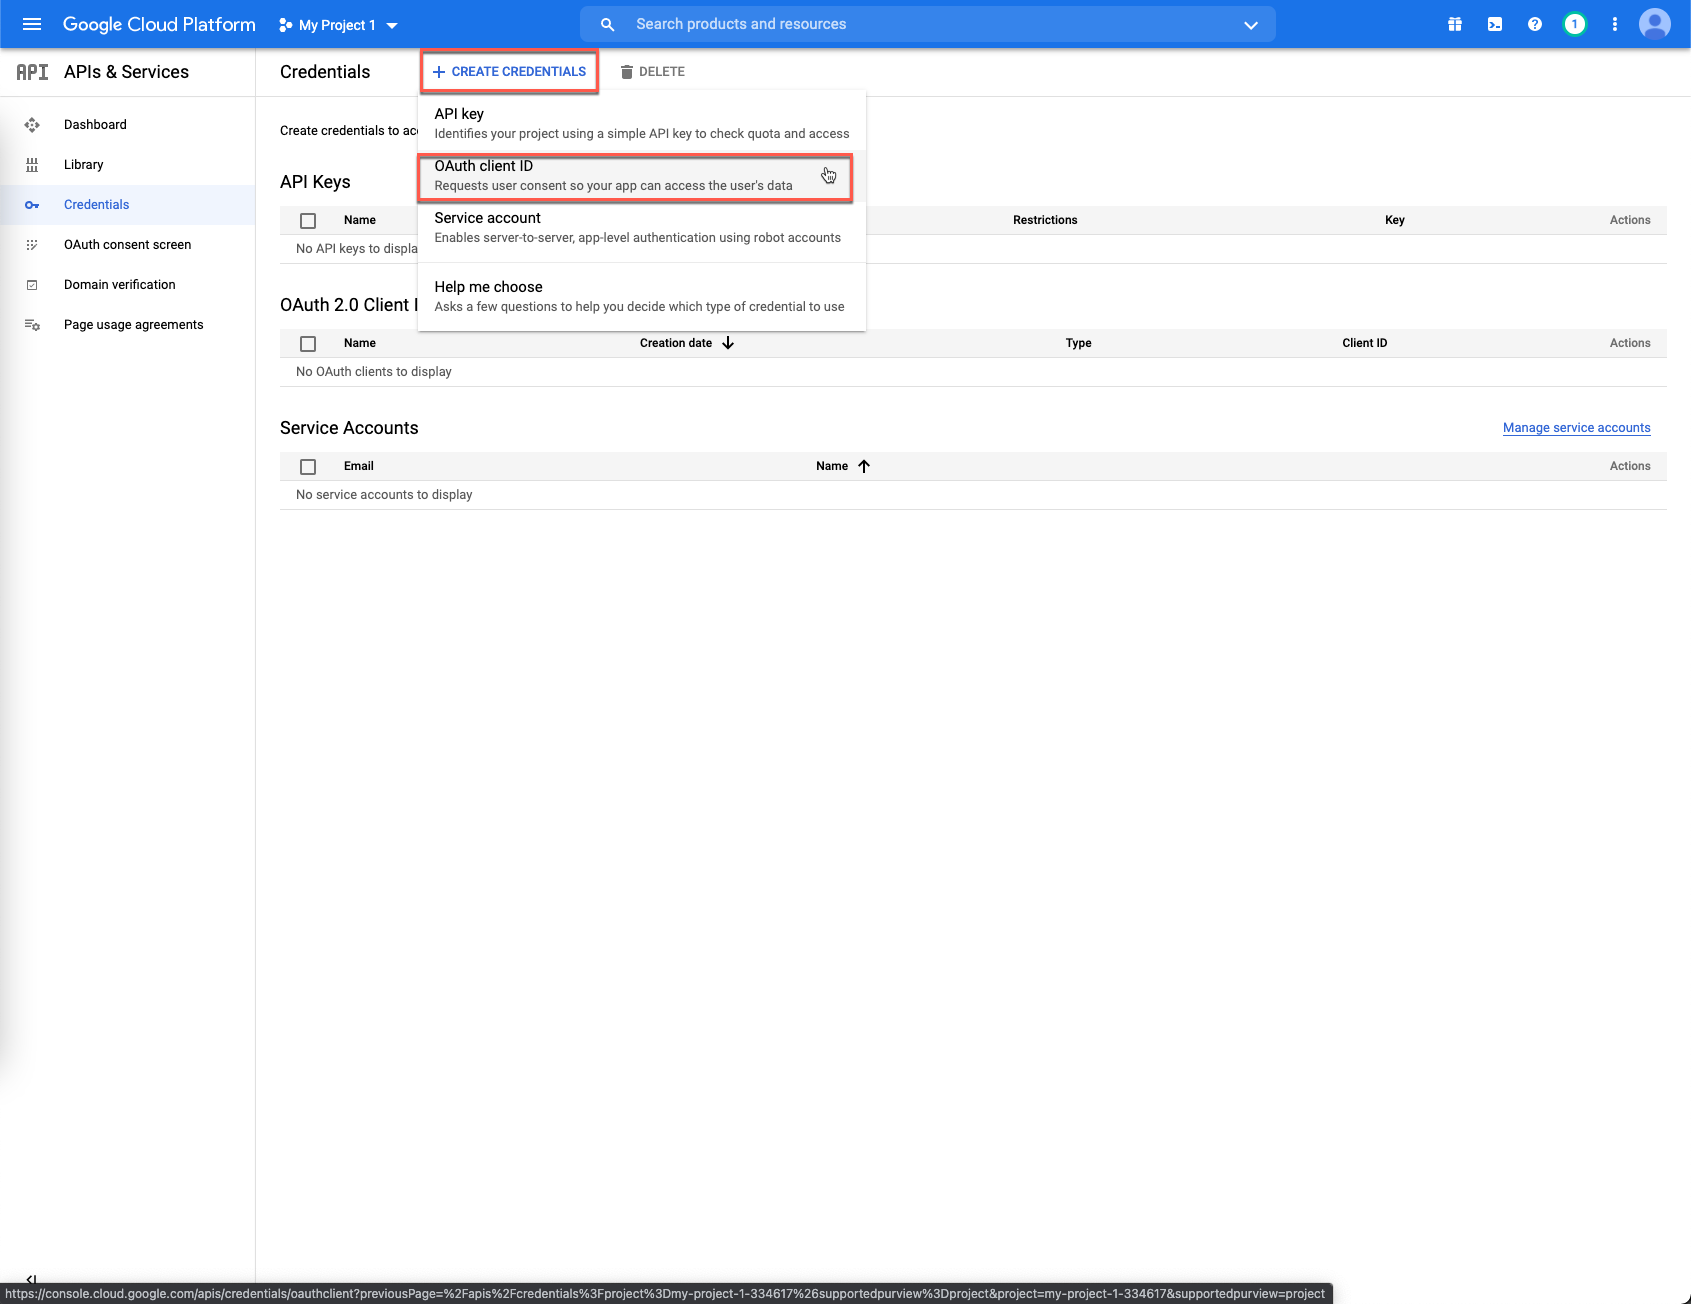 Google Cloud Platform
My Project 1
Search products and resources
1
API
APIs & Services
Credentials
CREATE CREDENTIALS
DELETE
Dashboard
Library
Credentials
OAuth consent screen
Domain verification
Page usage agreements
Create credentials to ac
API key
Identifies your project using a simple API key to check quota and access
OAuth client ID
Requests user consent so your app can access the user's data
Service account
Enables server-to-server, app-level authentication using robot accounts
Help me choose
Asks a few questions to help you decide which type of credential to use
API Keys
Name Restrictions Key Actions
No API keys to displa
OAuth 2.0 Client I
Name Creation date Type Client ID Actions
No OAuth clients to display
Service Accounts
Manage service accounts
Email Name Actions
No service accounts to display
https://console.cloud.google.com/apis/credentials/oauthclient?previousPage=%2Fapis%2Fcredentials%3Fproject%3Dmy-project-1-334617%26supportedpurview%3Dproject&project=my-project-1-334617&supportedpurview=project